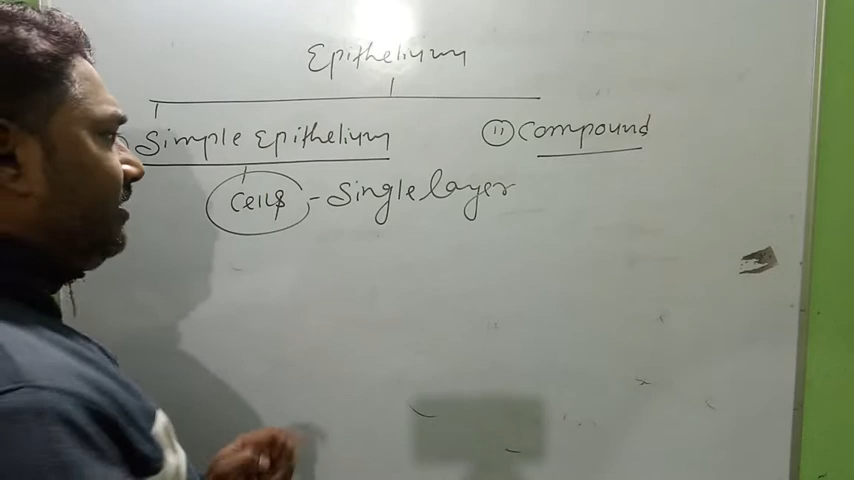 Epithelium
Simple Epithelium
(ii) Compound
Cells - Single layer